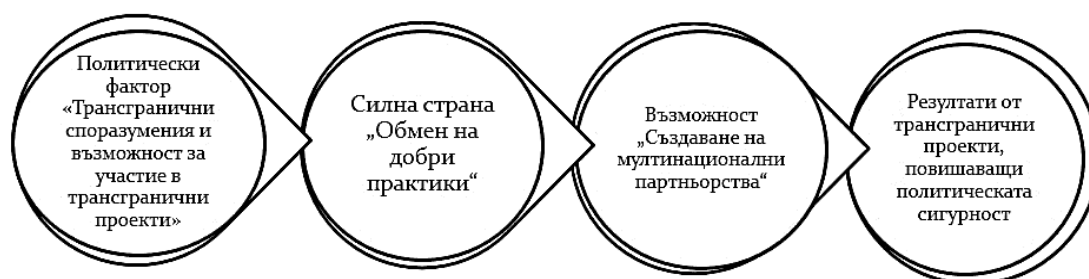 Политически
фактор
«Трансгранични
споразумения и
възможност за
участие в
трансгранични
проекти»
Силна страна
„Обмен на
добри
практики“
Възможност
„Създаване на
мултинационални
партньорства“
Резултати от
трансгранични
проекти,
повишаващи
политическата
сигурност